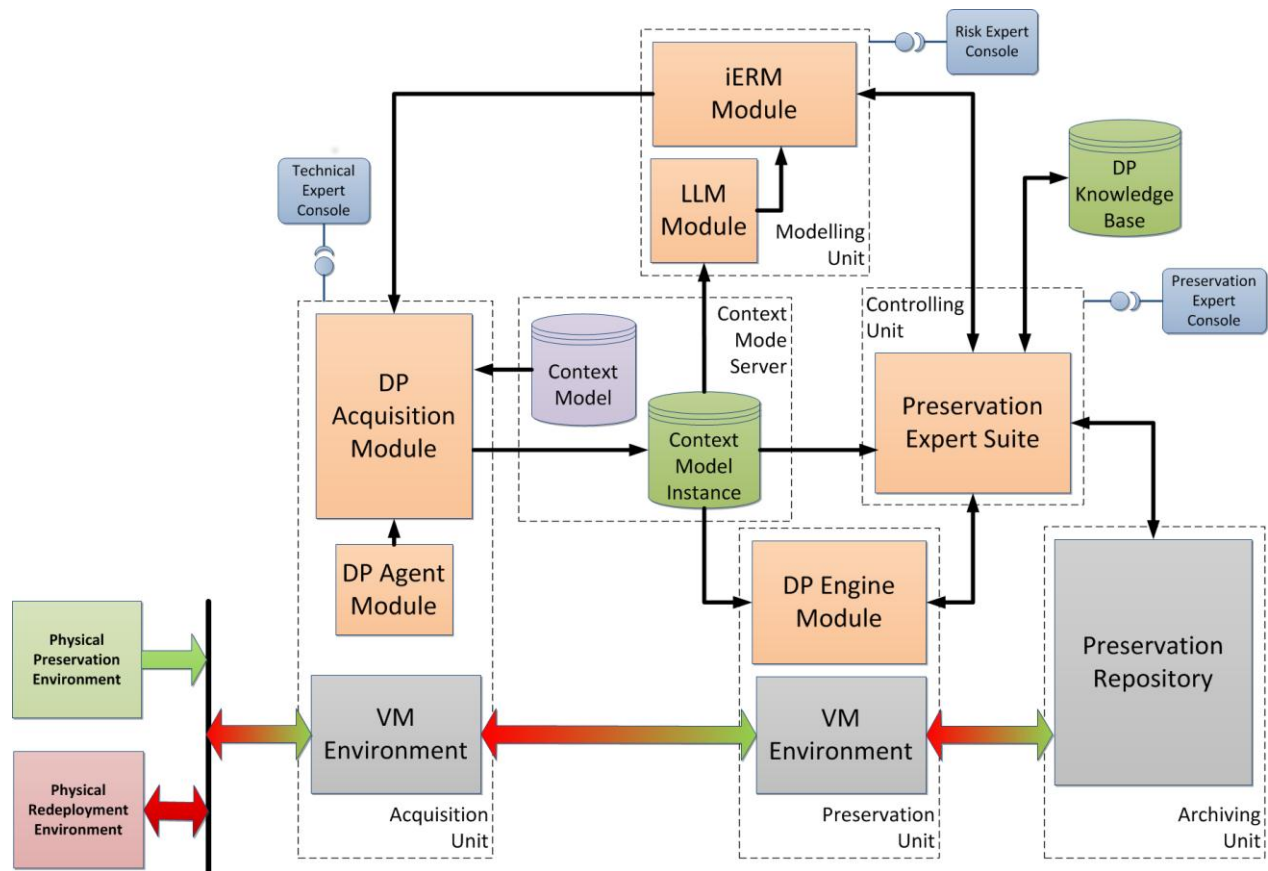 Risk Expert
Console
iERM
Module
Technical
Expert
Console
LLM
Module
Modelling
Unit
DP
Knowledge
Base
Preservation
Expert
Console
Context
Mode
Server
Controlling
Unit
DP
Acquisition
Module
Context
Model
Context
Model
Instance
Preservation
Expert Suite
DP Agent
Module
DP Engine
Module
Preservation
Repository
Physical
Preservation
Environment
VM
Environment
VM
Environment
Physical
Redeployment
Environment
Acquisition
Unit
Preservation
Unit
Archiving
Unit